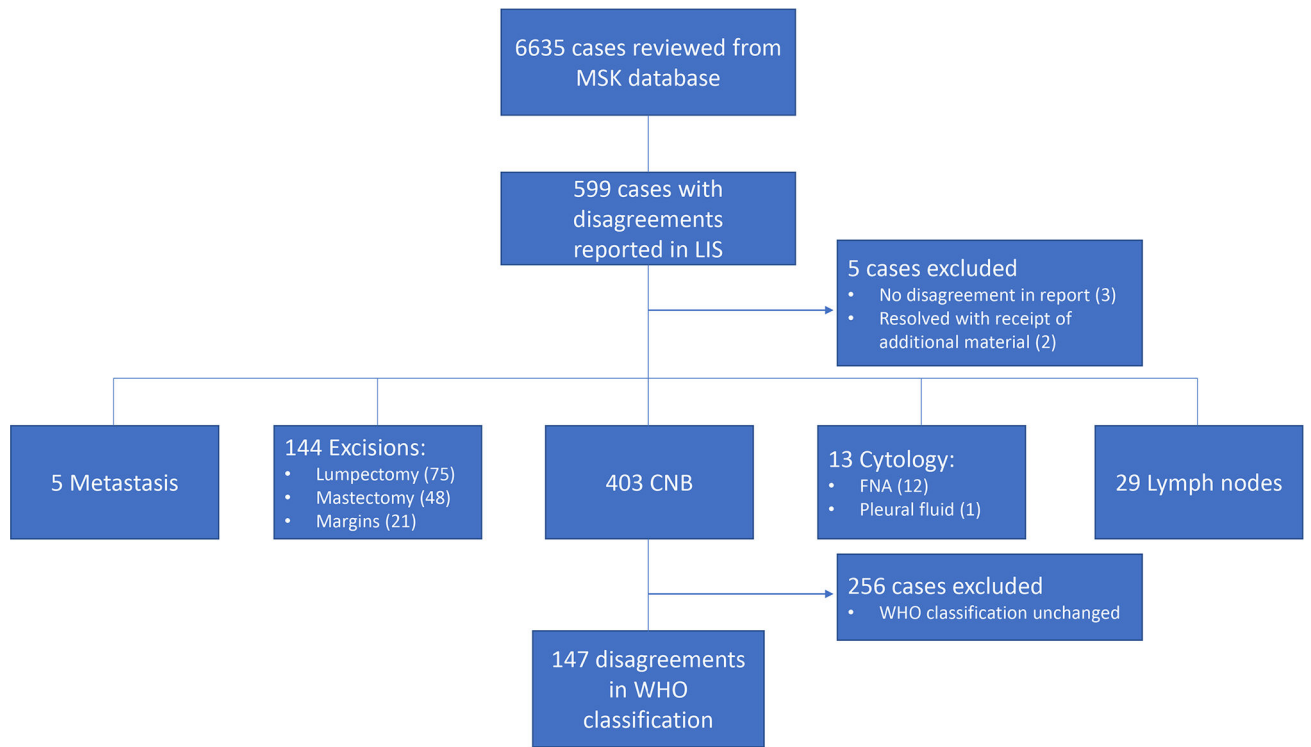 6635 cases reviewed from
MSK database
599 cases with
disagreements
reported in LIS
5 cases excluded
• No disagreement in report (3)
• Resolved with receipt of
additional material (2)
5 Metastasis
144 Excisions:
• Lumpectomy (75)
• Mastectomy (48)
• Margins (21)
403 CNB
13 Cytology:
• FNA (12)
• Pleural fluid (1)
29 Lymph nodes
256 cases excluded
• WHO classification unchanged
147 disagreements
in WHO
classification